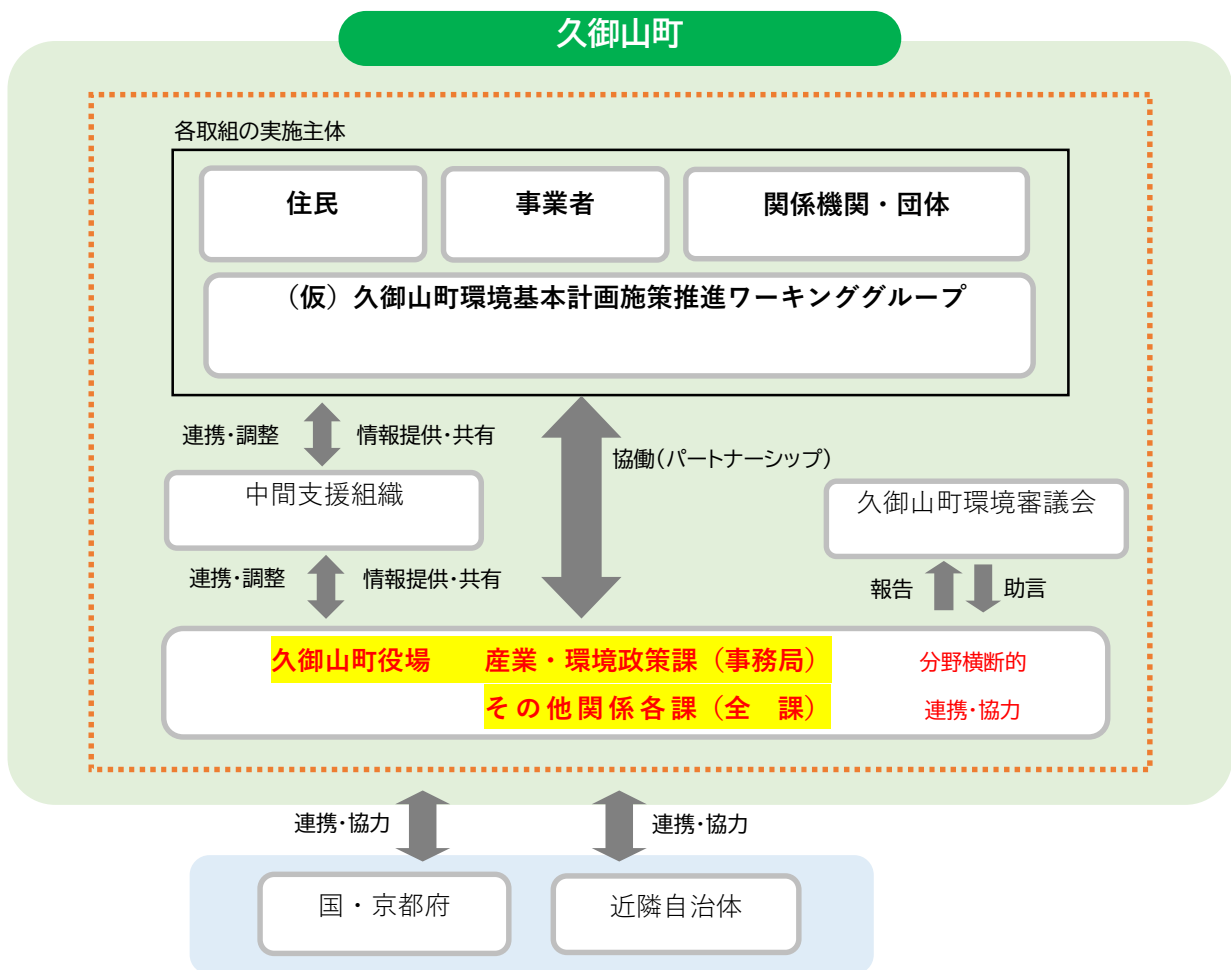 久御山町
各取組の実施主体
住民
事業者
関係機関・団体
（仮）久御山町環境基本計画施策推進ワーキンググループ
連携・調整
情報提供・共有
協働（パートナーシップ）
中間支援組織
久御山町環境審議会
連携・調整
情報提供・共有
報告
助言
久御山町役場　産業・環境政策課（事務局）
分野横断的
その他関係各課（全　課）
連携・協力
連携・協力
連携・協力
国・京都府
近隣自治体